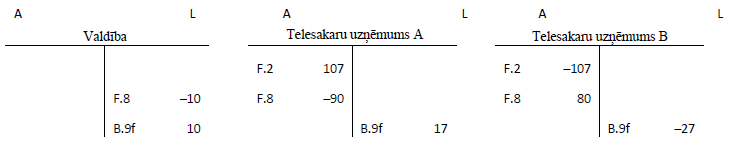 A L A L A L
Valdība Telesakaru uzņēmums A Telesakaru uzņēmums B
F.2 107 F.2 –107
F.8 –10 F.8 –90 F.8 80
B.9f 10 B.9f 17 B.9f –27